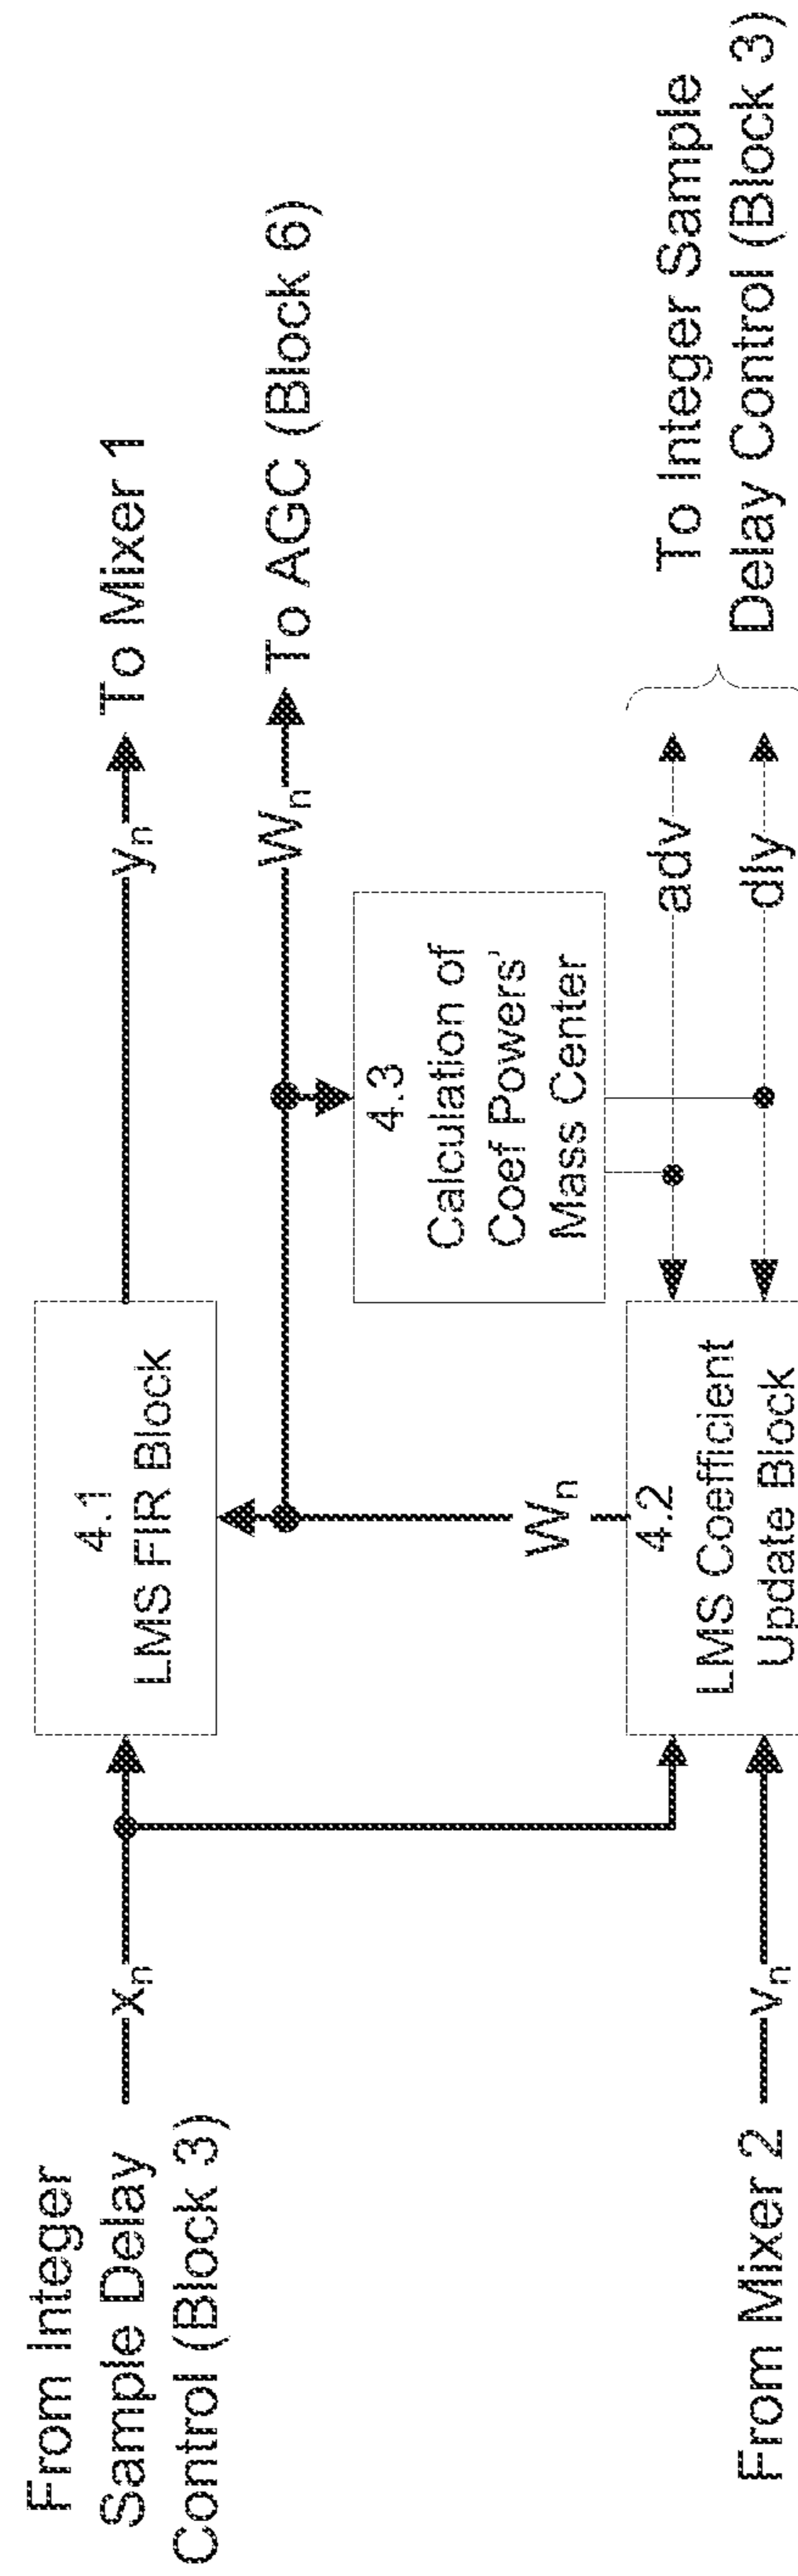 From Integer
Sample Delay
Control (Block 3)
xn
4.1
LMS FIR Block
yn
To Mixer 1
Wn
To AGC (Block 6)
4.3
Calculation of
Coef Powers'
Mass Center
Wn
From Mixer 2
vn
4.2
LMS Coefficient
Update Block
adv
dly
To Integer Sample
Delay Control (Block 3)